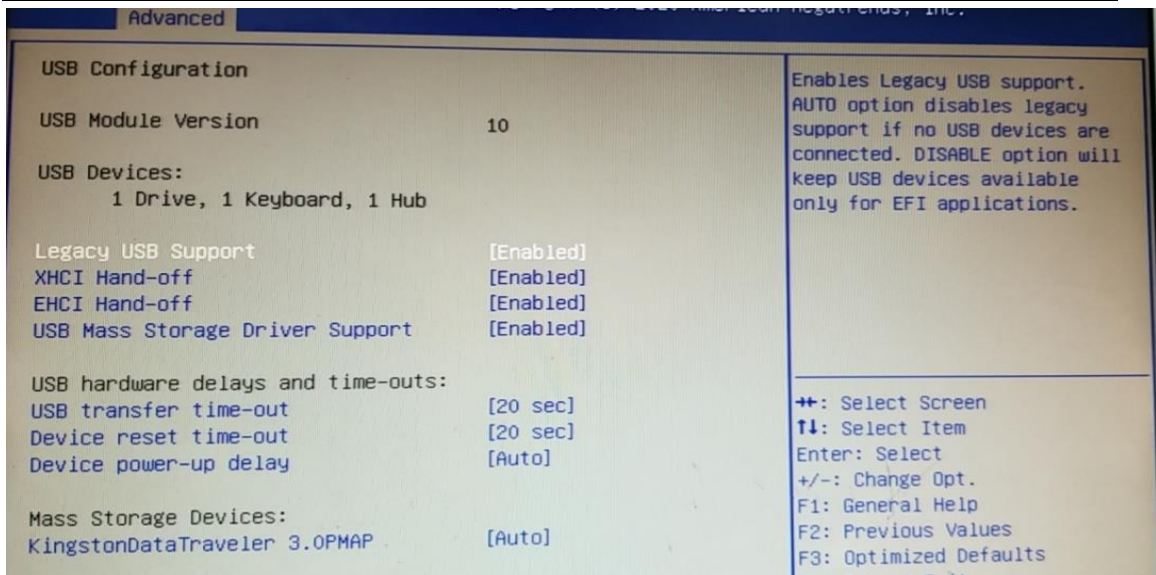 Advanced
American Megatrends, Inc.
USB Configuration
USB Module Version 10
USB Devices:
1 Drive, 1 Keyboard, 1 Hub
Legacy USB Support [Enabled]
XHCI Hand-off [Enabled]
EHCI Hand-off [Enabled]
USB Mass Storage Driver Support [Enabled]
USB hardware delays and time-outs:
USB transfer time-out [20 sec]
Device reset time-out [20 sec]
Device power-up delay [Auto]
Mass Storage Devices:
KingstonDataTraveler 3.0PMAP [Auto]
Enables Legacy USB support.
AUTO option disables legacy
support if no USB devices are
connected. DISABLE option will
keep USB devices available
only for EFI applications.
→←: Select Screen
↑↓: Select Item
Enter: Select
+/-: Change Opt.
F1: General Help
F2: Previous Values
F3: Optimized Defaults